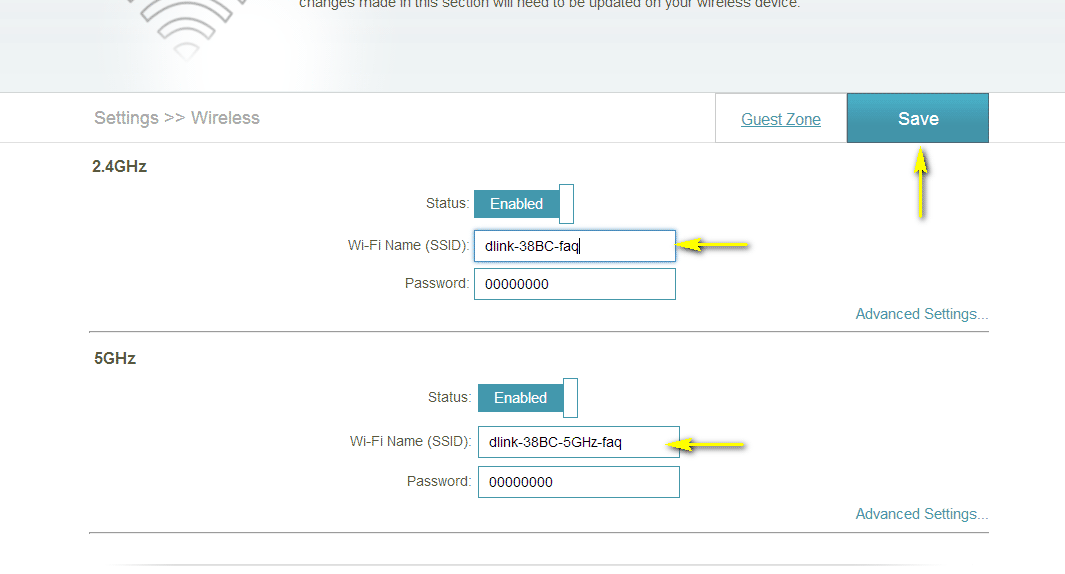 changes made in this section will need to be updated on your wireless device.
Settings >> Wireless
Guest Zone
Save
2.4GHz
Status: Enabled
Wi-Fi Name (SSID): dlink-38BC-faq
Password: 00000000
Advanced Settings...
5GHz
Status: Enabled
Wi-Fi Name (SSID): dlink-38BC-5GHz-faq
Password: 00000000
Advanced Settings...